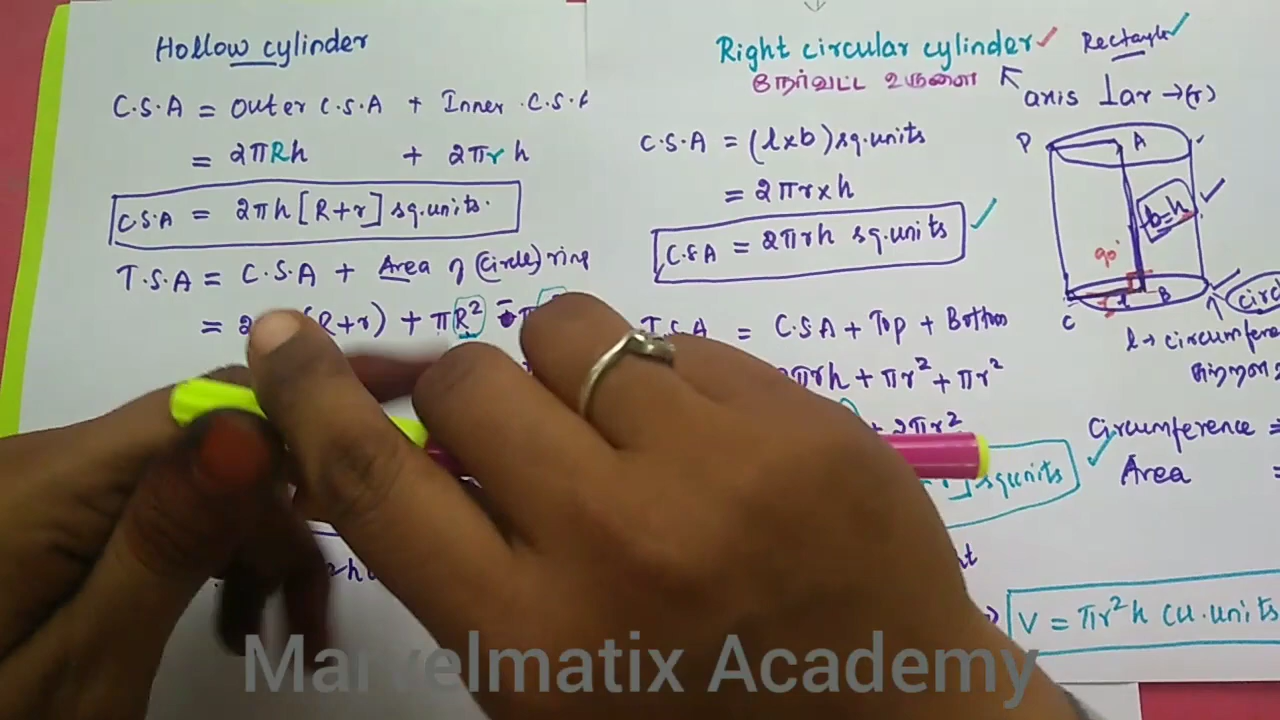 Hollow cylinder
C.S.A = Outer C.S.A + Inner C.S.A
= 2πRh + 2πrh
CSA = 2πh[R+r] sq.units.
T.S.A = C.S.A + Area of (Circle) ring
(R+r) + πR² -
Right circular cylinder Rectangle
நேர்வட்ட உருளை
axis ⊥ar → (r)
C.S.A = (l×b) sq.units
= 2πr×h
C.S.A = 2πrh sq.units
T.S.A = C.S.A + Top + Bottom
2πrh + πr² + πr²
+ 2πr²
sq.units
P A
b=h
90°
r B
C
l → circumference
Circumference =
Area =
V = πr²h cu.units
Marvelmatix Academy